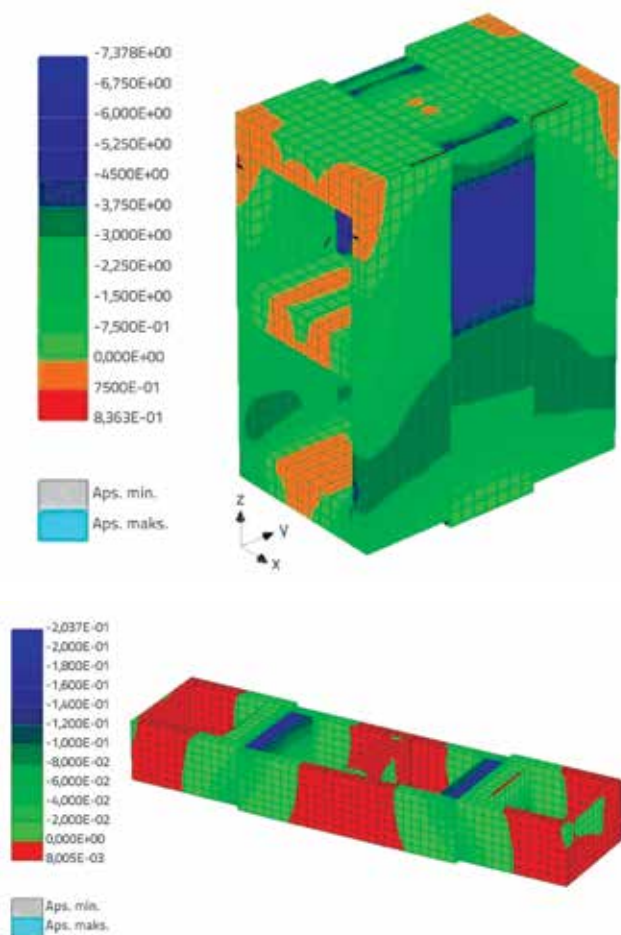 -7,378E+00
-6,750E+00
-6,000E+00
-5,250E+00
-4500E+00
-3,750E+00
-3,000E+00
-2,250E+00
-1,500E+00
-7,500E-01
0,000E+00
7500E-01
8,363E-01
Aps. min.
Aps. maks.
Z
V
X
-2,037E-01
-2,000E-01
-1,800E-01
-1,600E-01
-1,400E-01
-1,200E-01
-1,000E-01
-8,000E-02
-6,000E-02
-4,000E-02
-2,000E-02
0,000E+00
8,005E-03
Aps. min.
Aps. maks.